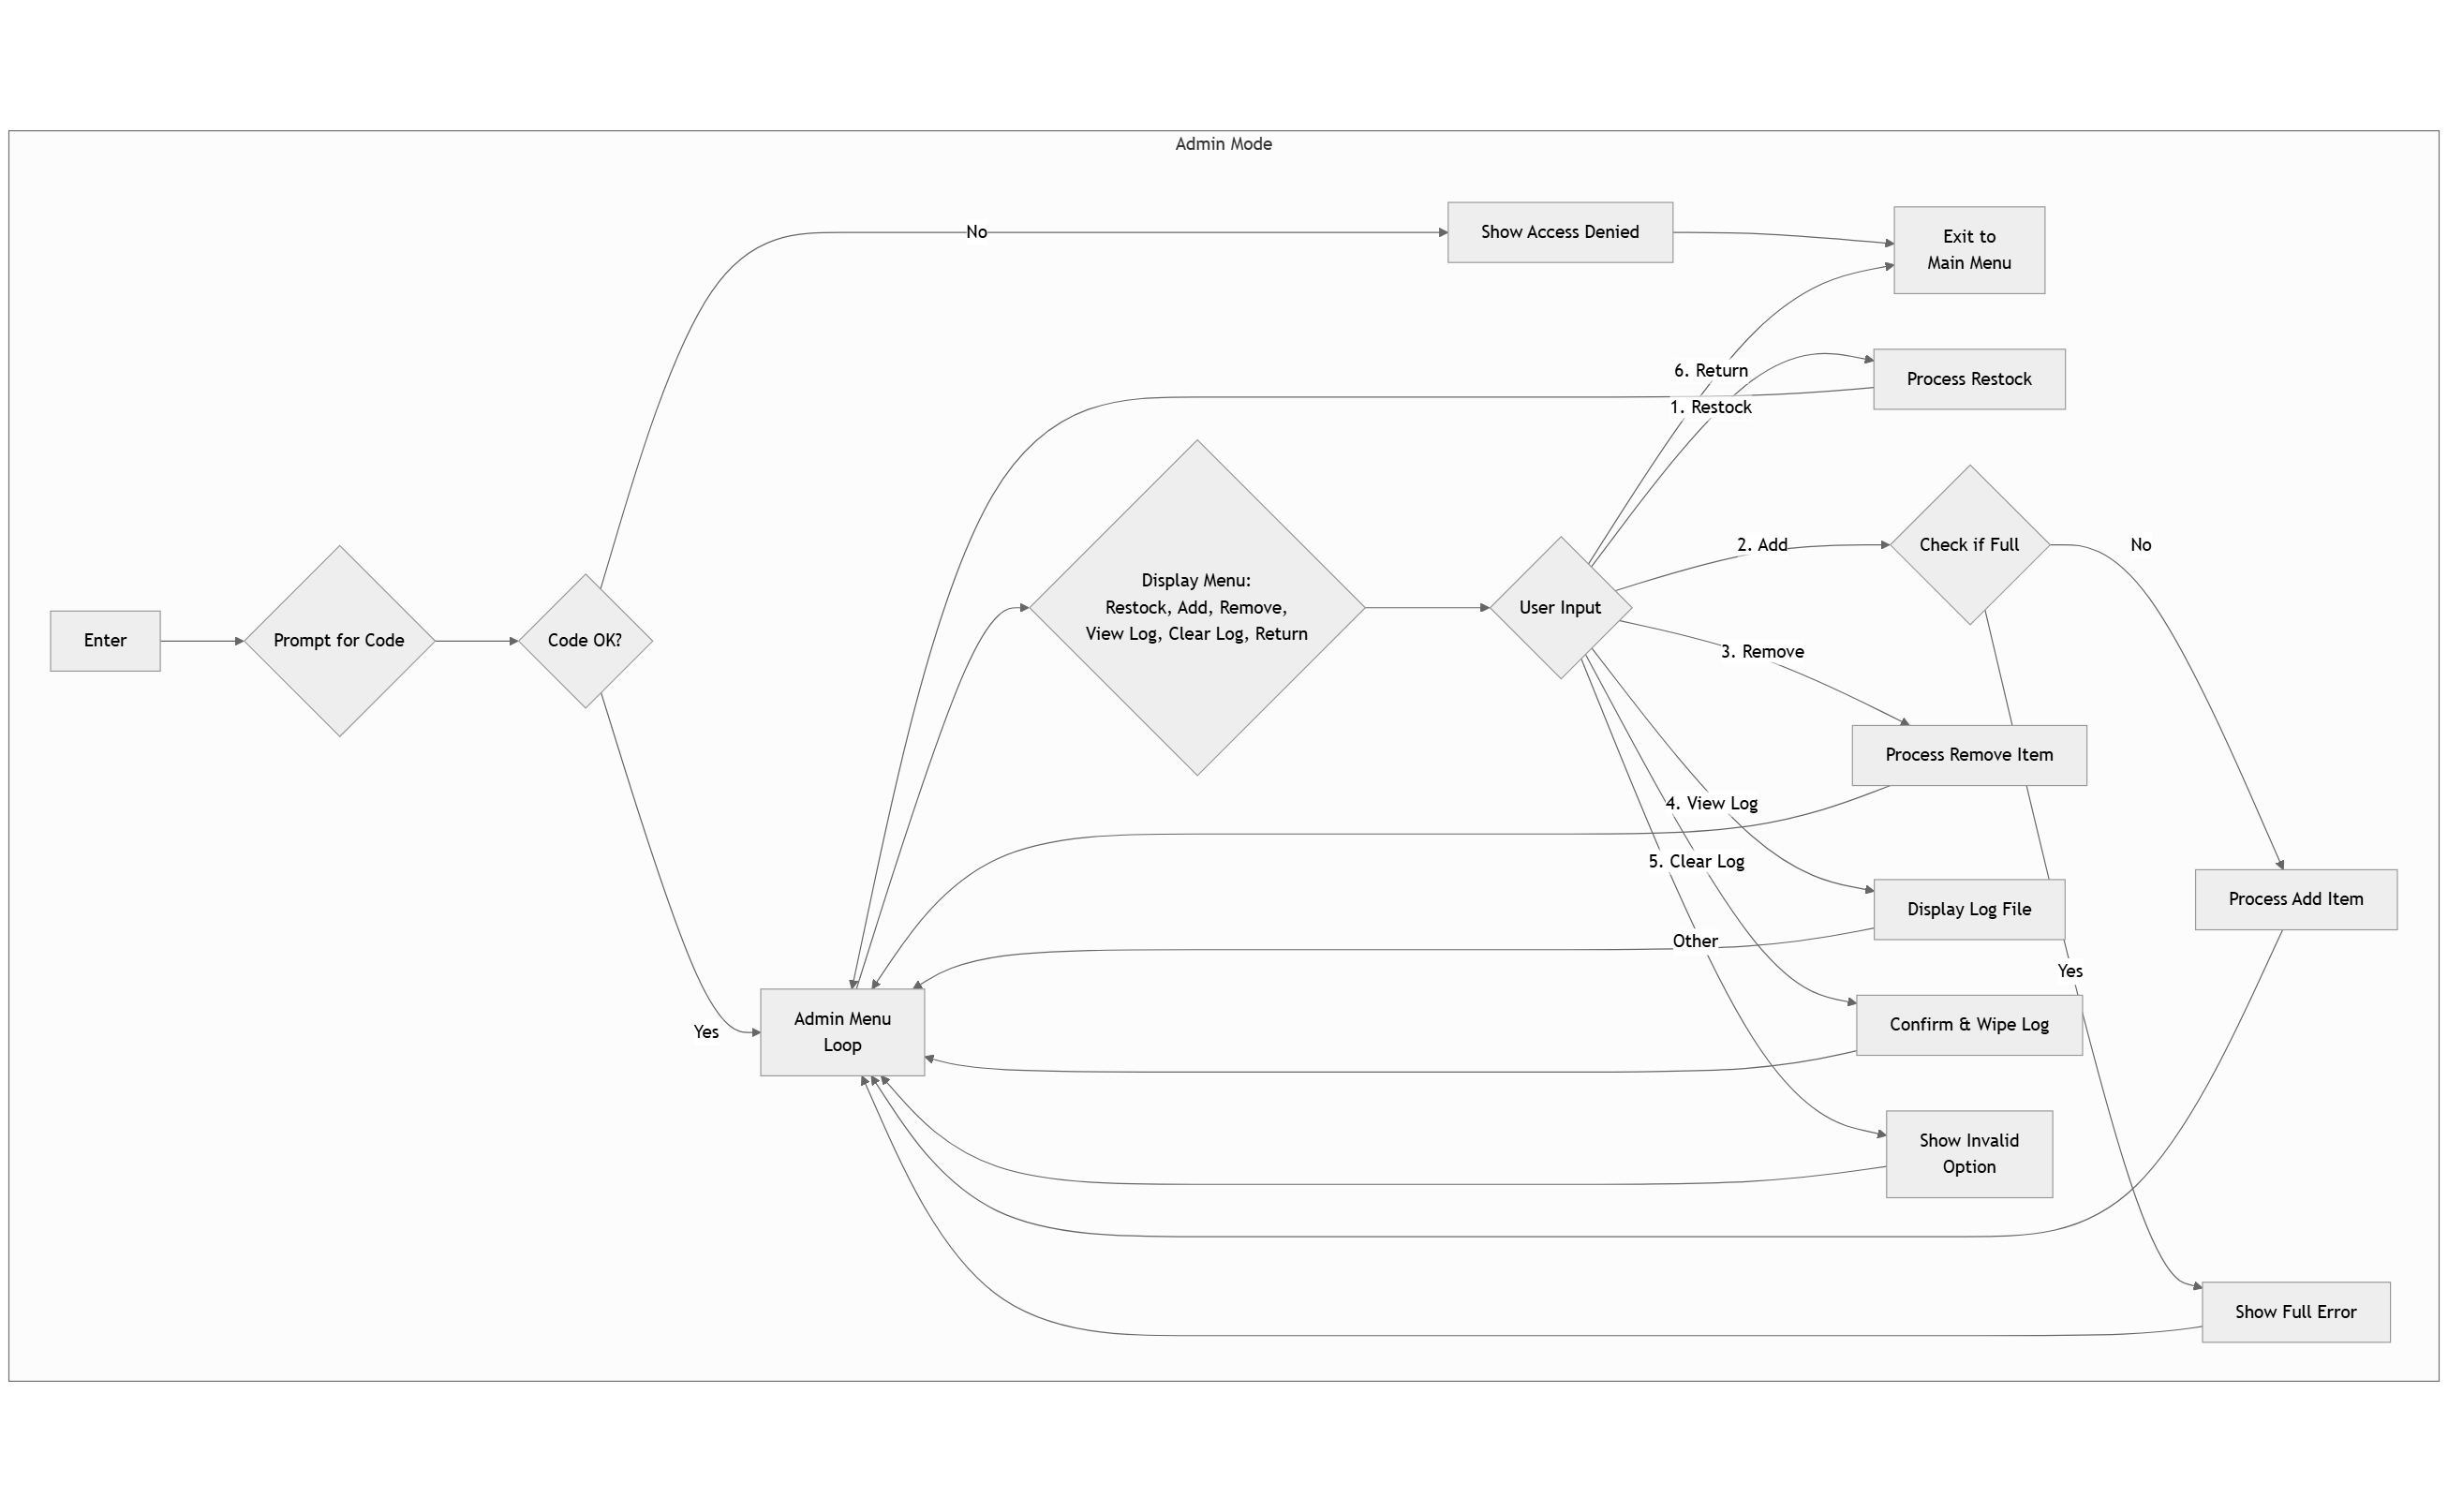 Admin Mode
No
Show Access Denied
Exit to
Main Menu
6. Return
Process Restock
1. Restock
Display Menu:
Restock, Add, Remove,
View Log, Clear Log, Return
2. Add
Check if Full
No
User Input
Enter
Prompt for Code
Code OK?
3. Remove
Process Remove Item
4. View Log
5. Clear Log
Display Log File
Process Add Item
Other
Yes
Yes
Admin Menu
Loop
Confirm & Wipe Log
Show Invalid
Option
Show Full Error